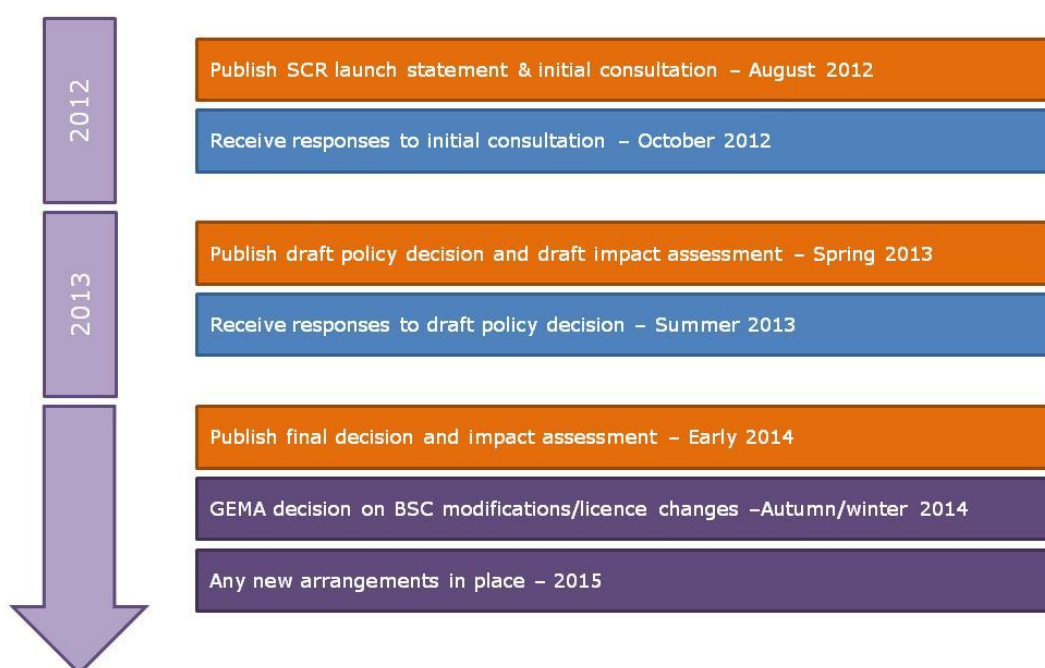 2012
Publish SCR launch statement & initial consultation – August 2012
Receive responses to initial consultation – October 2012
2013
Publish draft policy decision and draft impact assessment – Spring 2013
Receive responses to draft policy decision – Summer 2013
Publish final decision and impact assessment – Early 2014
GEMA decision on BSC modifications/licence changes –Autumn/winter 2014
Any new arrangements in place – 2015